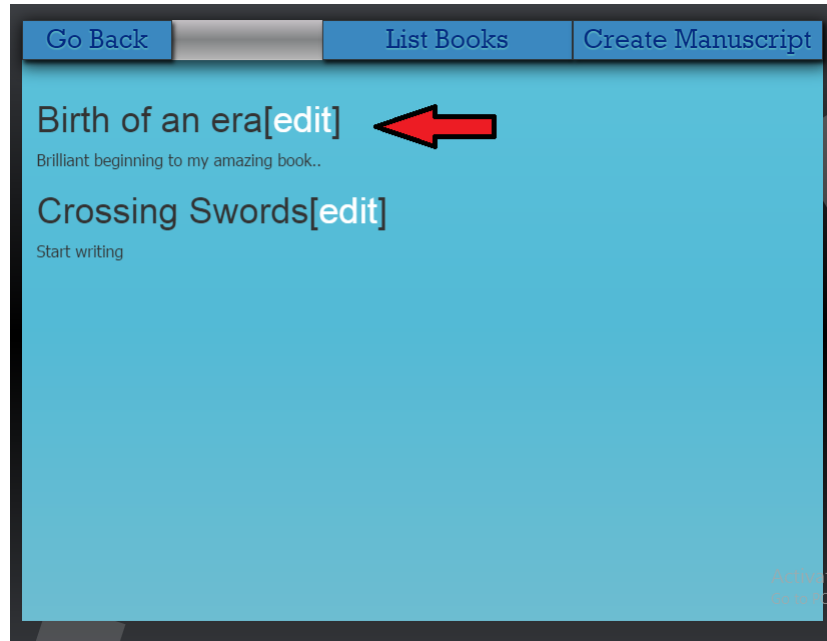 Go Back List Books Create Manuscript
Birth of an era[edit]
Brilliant beginning to my amazing book..
Crossing Swords[edit]
Start writing